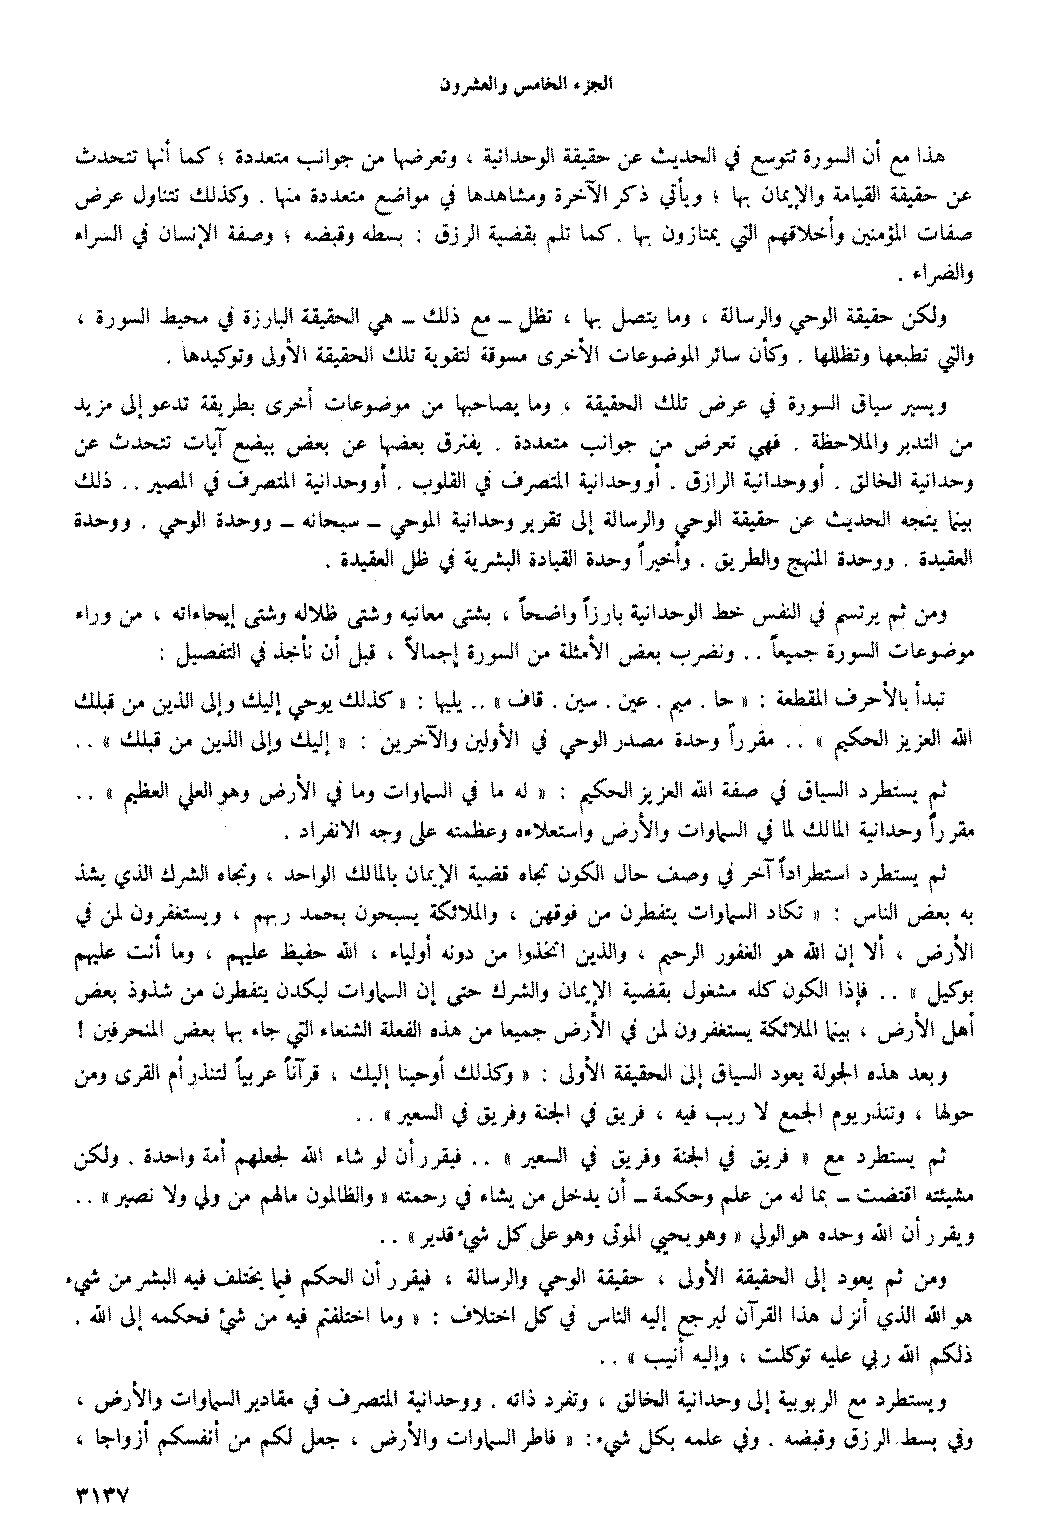 الجزء الخامس والعشرون
هذا مع أن السورة تتوسع في الحديث عن حقيقة الوحدانية ، وتعرضها من جوانب متعددة ؛ كما أنها تتحدث
عن حقيقة القيامة والإيمان بها ؛ ويأتي ذكر الآخرة ومشاهدها في مواضع متعددة منها . وكذلك تتناول عرض
صفات المؤمنين وأخلاقهم التي يمتازون بها . كما تلم بقضية الرزق : بسطه وقبضه ؛ وصفة الإنسان في السراء
والضراء .
ولكن حقيقة الوحي والرسالة ، وما يتصل بها ، تظل – مع ذلك – هي الحقيقة البارزة في محيط السورة ،
والتي تطبعها وتظللها . وكأن سائر الموضوعات الأخرى مسوقة لتقوية تلك الحقيقة الأولى وتوكيدها .
ويسير سياق السورة في عرض تلك الحقيقة ، وما يصاحبها من موضوعات أخرى بطريقة تدعو إلى مزيد
من التدبر والملاحظة . فهي تعرض من جوانب متعددة . يفترق بعضها عن بعض ببضع آيات تتحدث عن
وحدانية الخالق . أو وحدانية الرازق . أو وحدانية المتصرف في القلوب . أو وحدانية المتصرف في المصير .. ذلك
بينما يتجه الحديث عن حقيقة الوحي والرسالة إلى تقرير وحدانية الموحي – سبحانه – ووحدة الوحي . ووحدة
العقيدة . ووحدة المنهج والطريق . وأخيراً وحدة القيادة البشرية في ظل العقيدة .
ومن ثم يرتسم في النفس خط الوحدانية بارزاً واضحاً ، بشتى معانيه وشتى ظلاله وشتى إيحاءاته ، من وراء
موضوعات السورة جميعاً .. ونضرب بعض الأمثلة من السورة إجمالاً ، قبل أن نأخذ في التفصيل :
تبدأ بالأحرف المقطعة : « حا . ميم . عين . سين . قاف » .. يليها : « كذلك يوحي إليك وإلى الذين من قبلك
الله العزيز الحكيم » .. مقرراً وحدة مصدر الوحي في الأولين والآخرين : « إليك وإلى الذين من قبلك » ..
ثم يستطرد السياق في صفة الله العزيز الحكيم : « له ما في السماوات وما في الأرض وهو العلي العظيم » ..
مقرراً وحدانية المالك لما في السماوات والأرض واستعلاءه وعظمته على وجه الانفراد .
ثم يستطرد استطراداً آخر في وصف حال الكون تجاه قضية الإيمان بالمالك الواحد ، وتجاه الشرك الذي يشذ
به بعض الناس : « تكاد السماوات يتفطرن من فوقهن ، والملائكة يسبحون بحمد ربهم ، ويستغفرون لمن في
الأرض ، ألا إن الله هو الغفور الرحيم ، والذين اتخذوا من دونه أولياء ، الله حفيظ عليهم ، وما أنت عليهم
بوكيل » .. فإذا الكون كله مشغول بقضية الإيمان والشرك حتى إن السماوات ليكدن يتفطرن من شذوذ بعض
أهل الأرض ، بينما الملائكة يستغفرون لمن في الأرض جميعا من هذه الفعلة الشنعاء التي جاء بها بعض المنحرفين !
وبعد هذه الجولة يعود السياق إلى الحقيقة الأولى : « وكذلك أوحينا إليك ، قرآناً عربياً لتنذر أم القرى ومن
حولها ، وتنذر يوم الجمع لا ريب فيه ، فريق في الجنة وفريق في السعير » ..
ثم يستطرد مع « فريق في الجنة وفريق في السعير » .. فيقرر أن لو شاء الله لجعلهم أمة واحدة . ولكن
مشيئته اقتضت – بما له من علم وحكمة – أن يدخل من يشاء في رحمته « والظالمون مالهم من ولي ولا نصير » ..
ويقرر أن الله وحده هو الولي « وهو يحيي الموتى وهو على كل شيء قدير » ..
ومن ثم يعود إلى الحقيقة الأولى ، حقيقة الوحي والرسالة ، فيقرر أن الحكم فيما يختلف فيه البشر من شيء
هو الله الذي أنزل هذا القرآن ليرجع إليه الناس في كل اختلاف : « وما اختلفتم فيه من شئ فحكمه إلى الله .
ذلكم الله ربي عليه توكلت ، وإليه أنيب » ..
ويستطرد مع الربوبية إلى وحدانية الخالق ، وتفرد ذاته . ووحدانية المتصرف في مقادير السماوات والأرض ،
وفي بسط الرزق وقبضه . وفي علمه بكل شيء : « فاطر السماوات والأرض ، جعل لكم من أنفسكم أزواجا ،
٣١٣٧